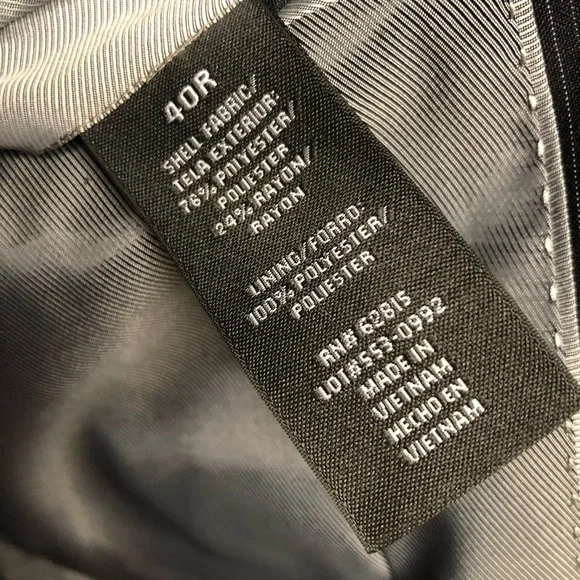 40R
SHELL FABRIC/
TELA EXTERIOR:
76% POLYESTER/
POLIESTER
24% RAYON/
RAYON
LINING/FORRO:
100% POLYESTER/
POLIESTER
RN# 63615
LOT#553-0992
MADE IN
VIETNAM
HECHO EN
VIETNAM